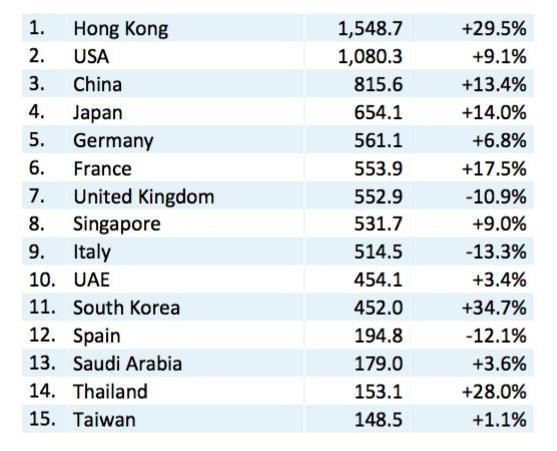 1. Hong Kong 1,548.7 +29.5%
2. USA 1,080.3 +9.1%
3. China 815.6 +13.4%
4. Japan 654.1 +14.0%
5. Germany 561.1 +6.8%
6. France 553.9 +17.5%
7. United Kingdom 552.9 -10.9%
8. Singapore 531.7 +9.0%
9. Italy 514.5 -13.3%
10. UAE 454.1 +3.4%
11. South Korea 452.0 +34.7%
12. Spain 194.8 -12.1%
13. Saudi Arabia 179.0 +3.6%
14. Thailand 153.1 +28.0%
15. Taiwan 148.5 +1.1%